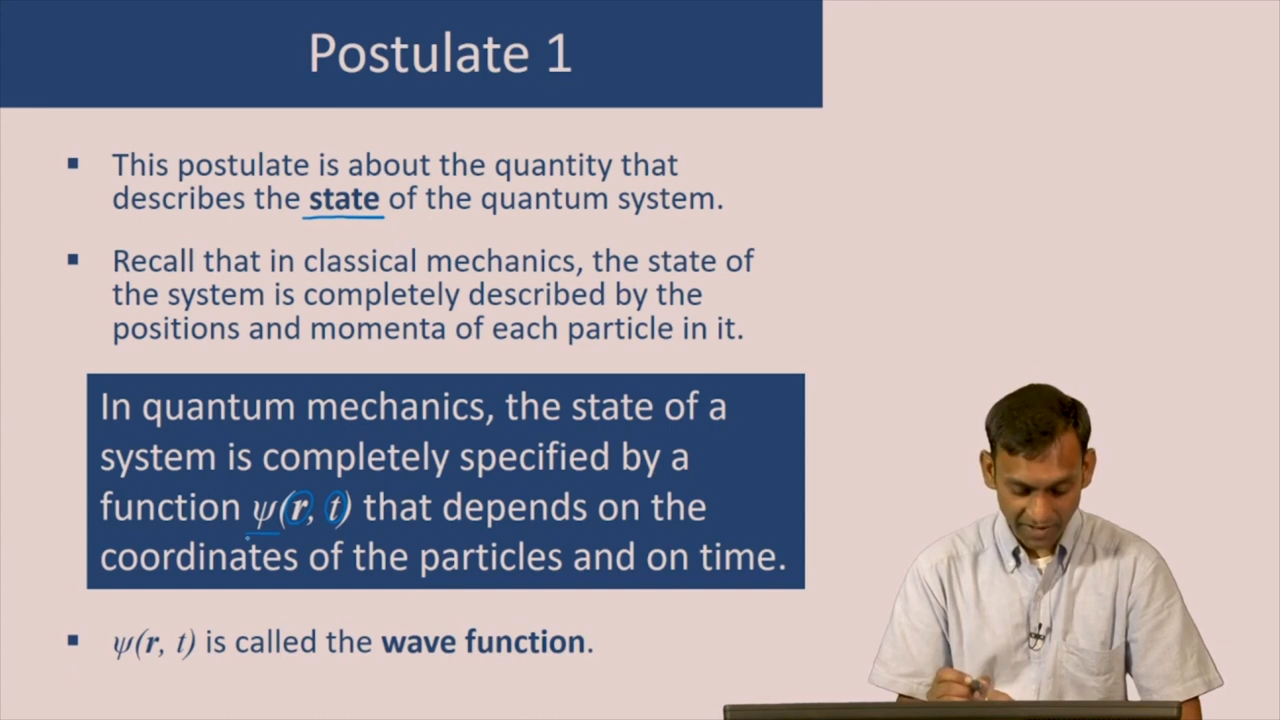 Postulate 1
▪ This postulate is about the quantity that
describes the state of the quantum system.
▪ Recall that in classical mechanics, the state of
the system is completely described by the
positions and momenta of each particle in it.
In quantum mechanics, the state of a
system is completely specified by a
function ψ(r, t) that depends on the
coordinates of the particles and on time.
▪ ψ(r, t) is called the wave function.